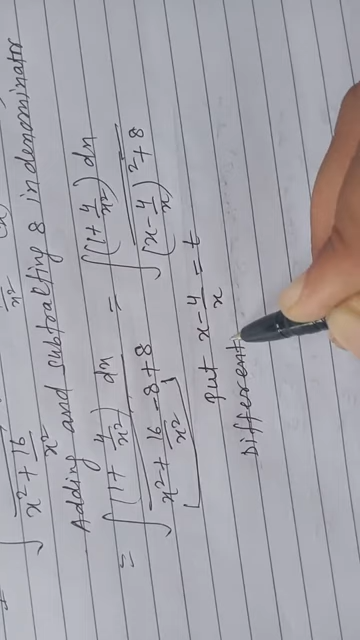 ∫ x² + 16/x²
Adding and subtracting 8 in denominator
= ∫ (1 + 4/x²) dx / x² + 16/x² - 8 + 8 = ∫ (1 + 4/x²) dx / (x - 4/x)² + 8
Put x - 4/x = t
Different